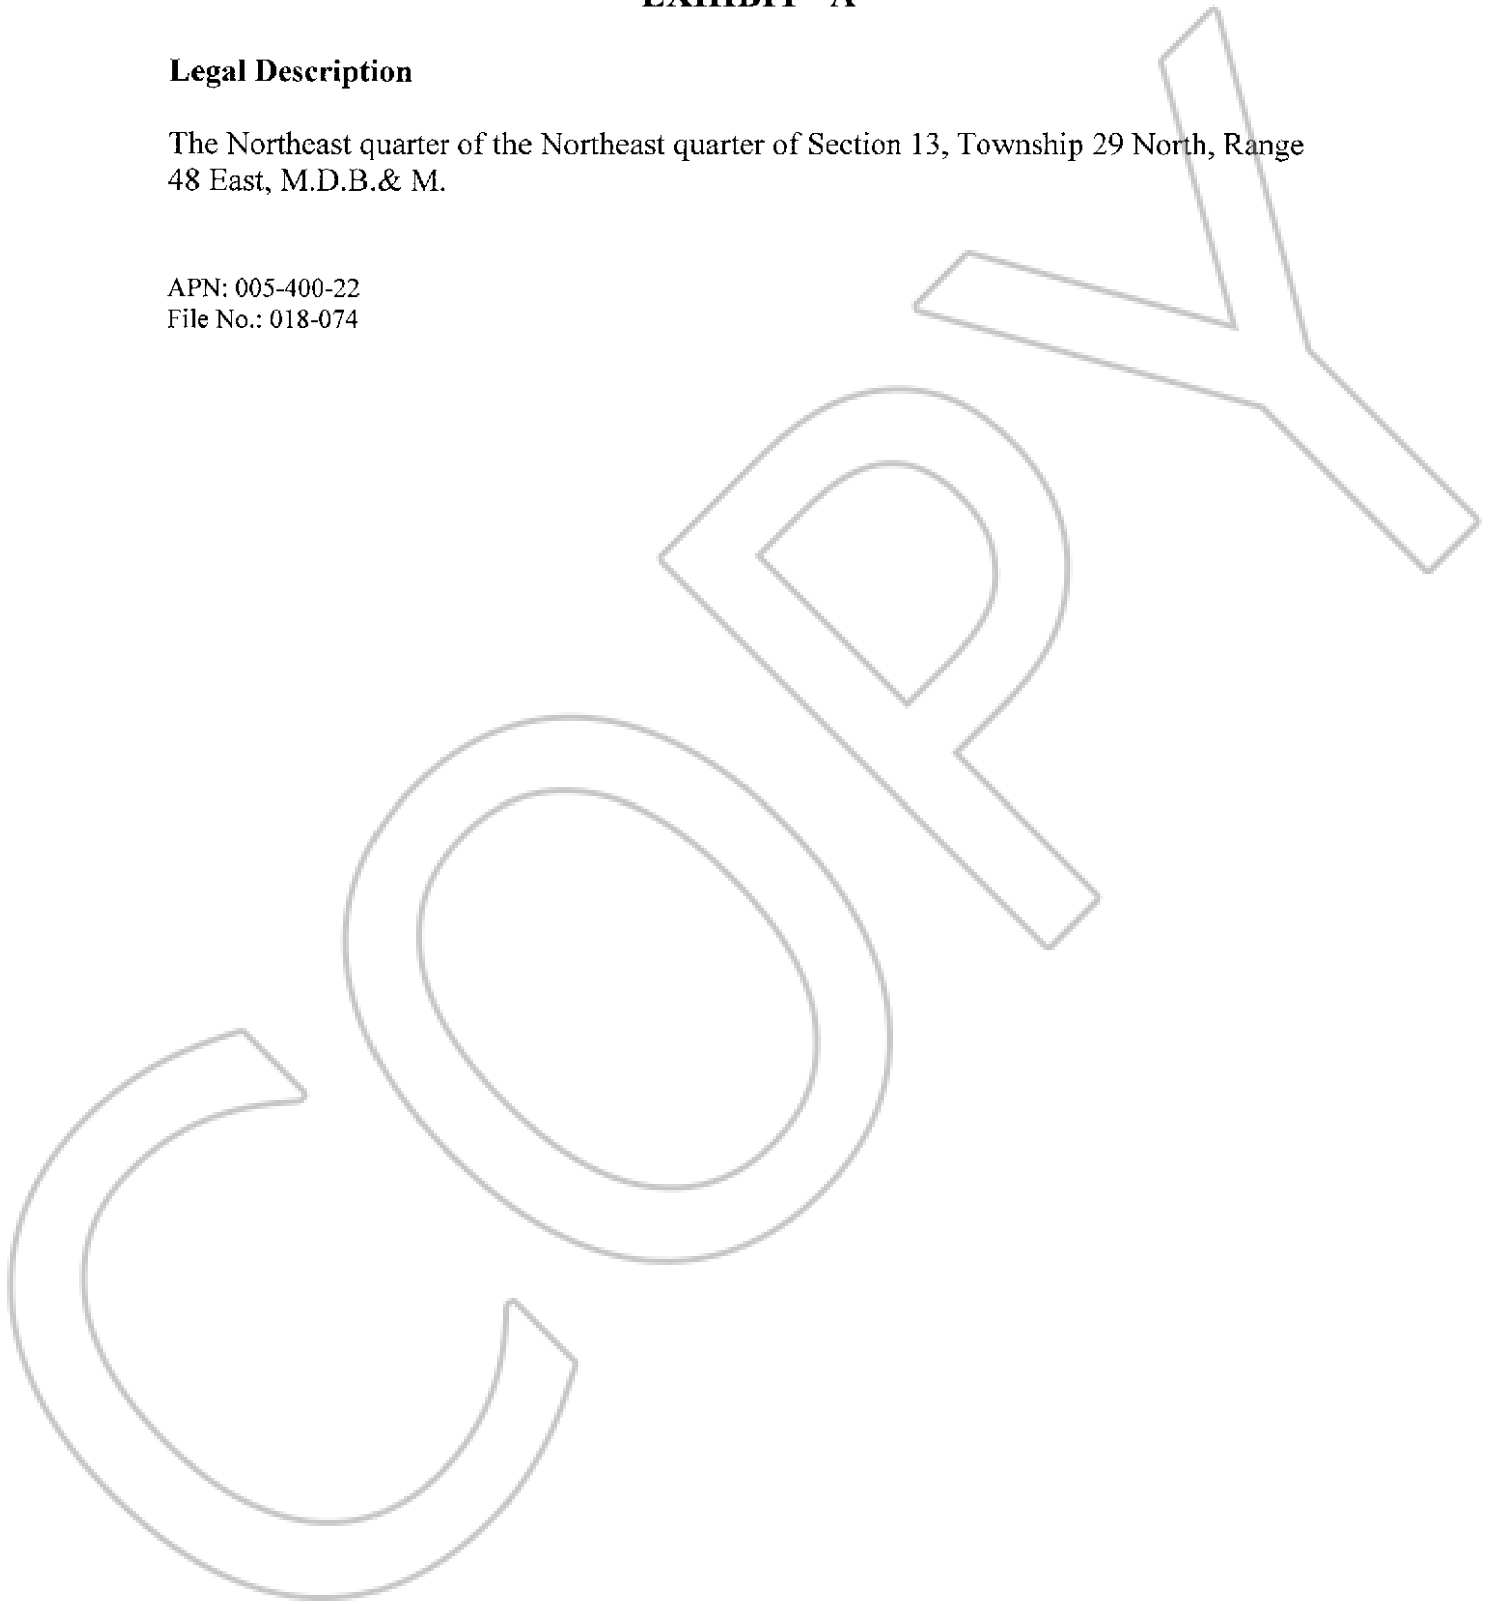 EXHIBIT "A"
Legal Description
The Northeast quarter of the Northeast quarter of Section 13, Township 29 North, Range
48 East, M.D.B.& M.
APN: 005-400-22
File No.: 018-074
COPY